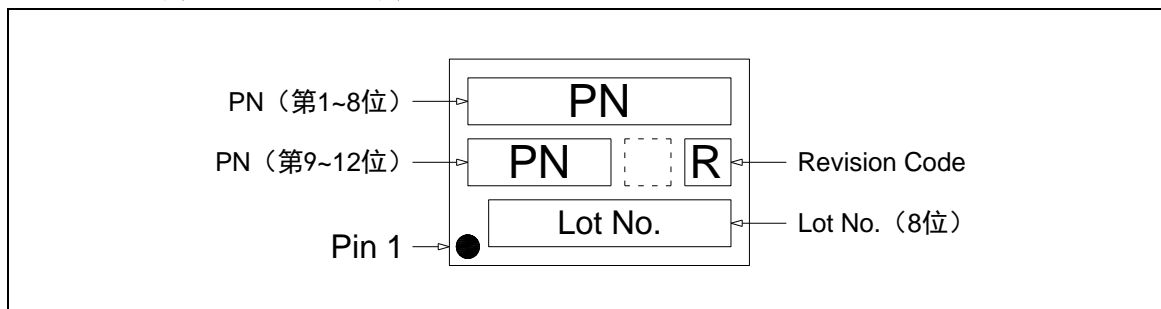 PN（第1~8位）
PN
PN（第9~12位）
PN
R
Revision Code
Lot No.
Lot No.（8位）
Pin 1